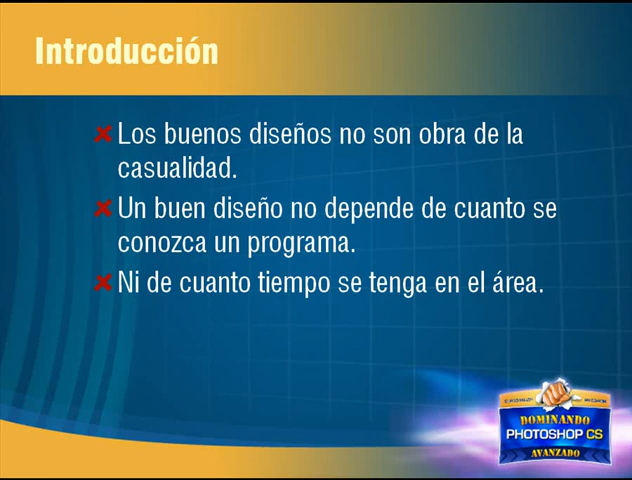 Introducción
Los buenos diseños no son obra de la
casualidad.
Un buen diseño no depende de cuanto se
conozca un programa.
Ni de cuanto tiempo se tenga en el área.
DOMINANDO
PHOTOSHOP CS
AVANZADO